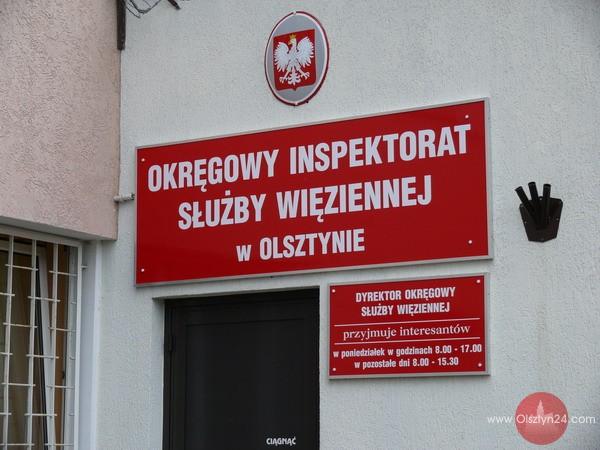 OKRĘGOWY INSPEKTORAT
SŁUŻBY WIĘZIENNEJ
w OLSZTYNIE
DYREKTOR OKRĘGOWY
SŁUŻBY WIĘZIENNEJ
przyjmuje interesantów
w poniedziałek w godzinach 8.00 - 17.00
w pozostałe dni 8.00 - 15.30
CIĄGNĄĆ
www.Olsztyn24.com